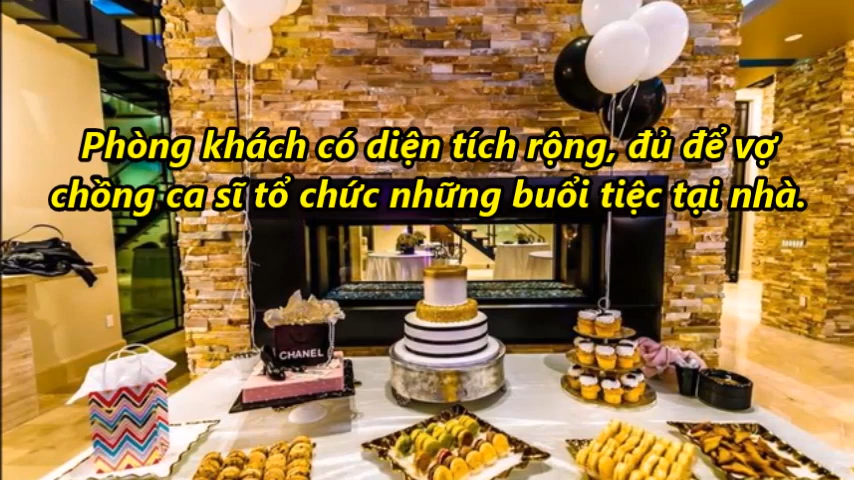 Phòng khách có diện tích rộng, đủ để vợ
chồng ca sĩ tổ chức những buổi tiệc tại nhà.
CHANEL